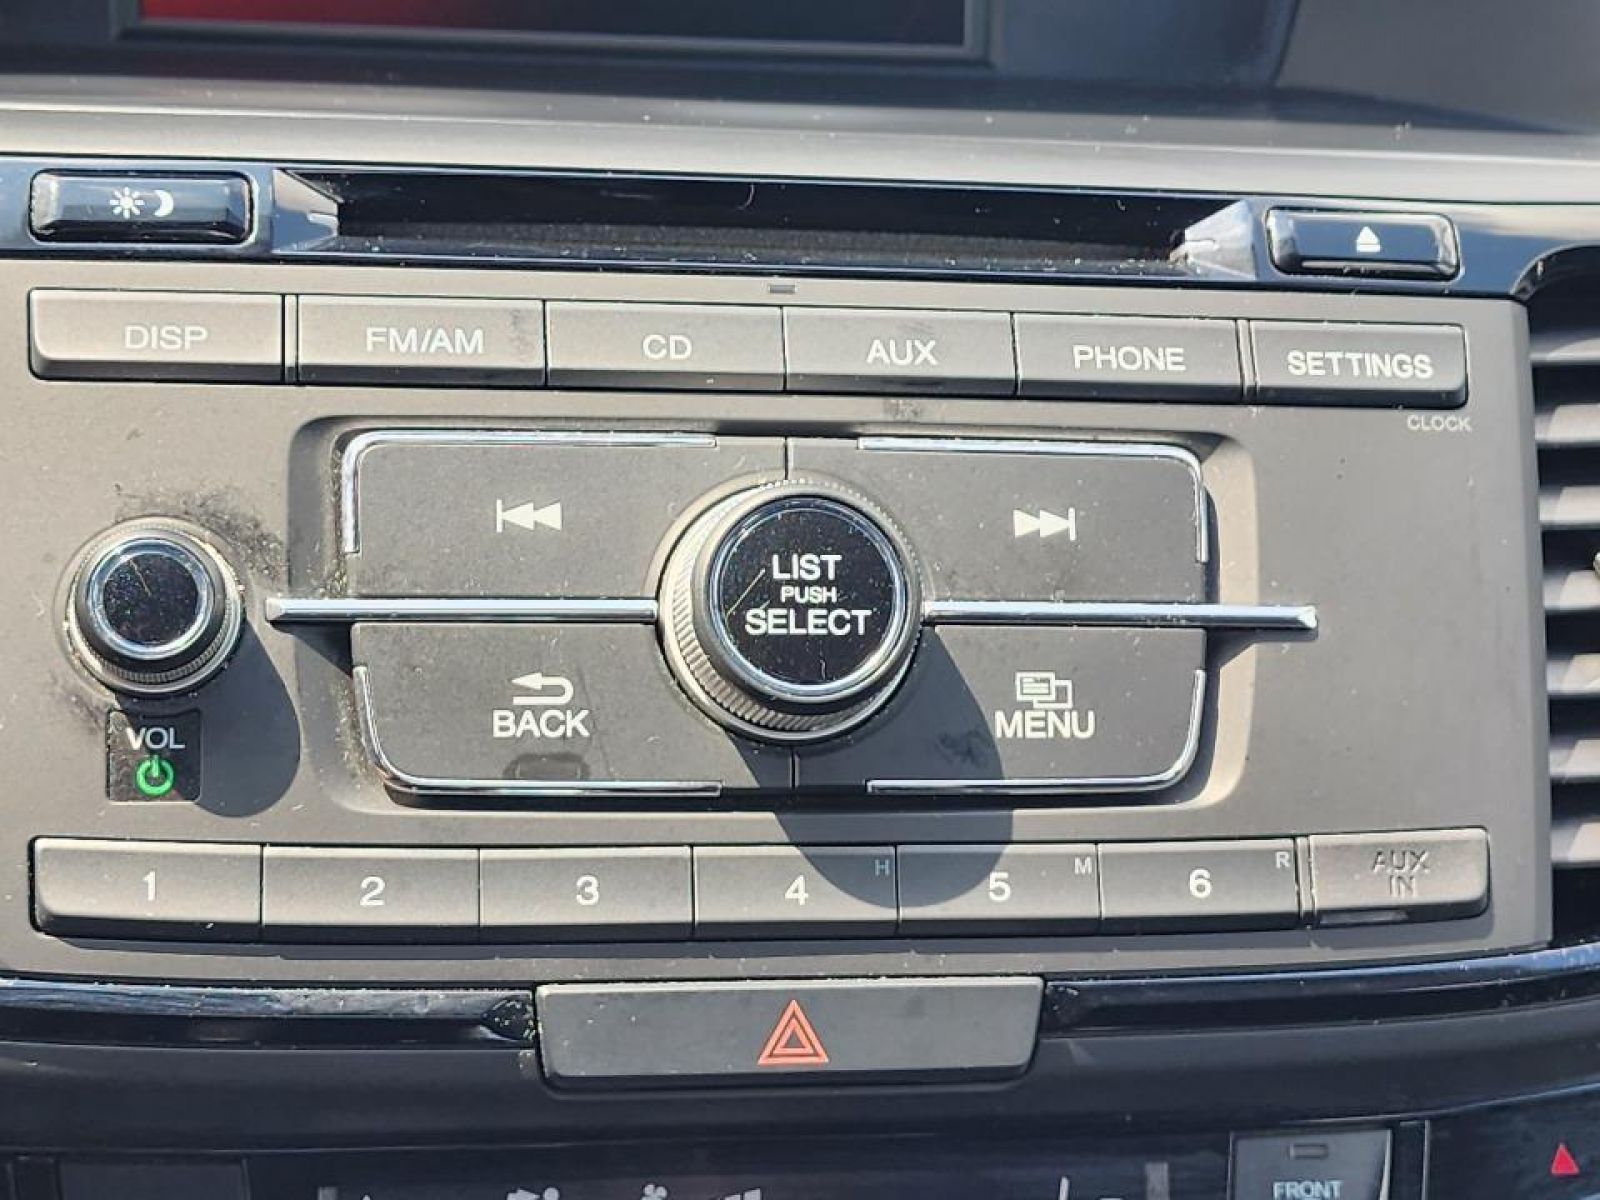 DISP FM/AM CD AUX PHONE SETTINGS
CLOCK
LIST
PUSH
SELECT
BACK MENU
VOL
1 2 3 4 H 5 M 6 R AUX
IN
FRONT